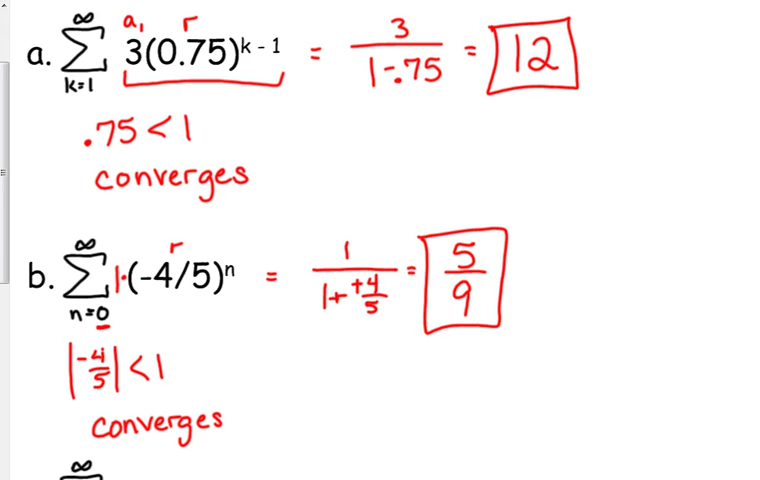 a. ∞ Σ k=1 a₁ r 3(0.75)^(k - 1) = 3/(1-.75) = 12
.75 < 1
converges
b. ∞ Σ n=0 r 1·(-4/5)^n = 1/(1+ +4/5) = 5/9
|-4/5| < 1
converges
∞